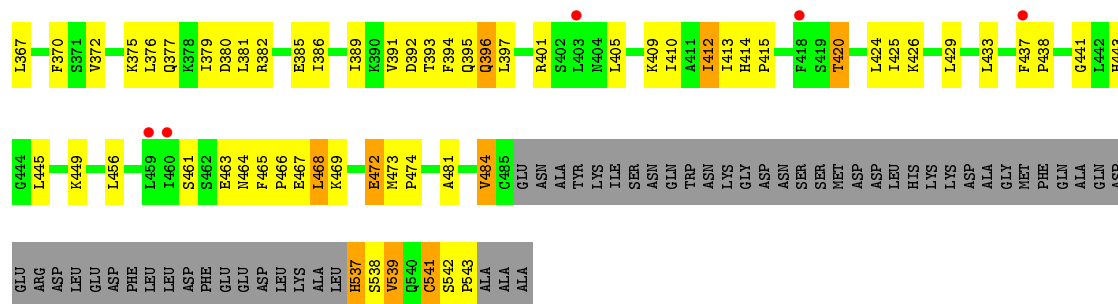 L367 F370 S371 V372 K375 L376 Q377 K378 I379 D380 L381 R382 E385 I386 I389 K390 V391 D392 T393 F394 Q395 Q396 L397 R401 S402 L403 N404 L405 K409 I410 A411 I412 I413 H414 P415 F418 S419 T420 L424 I425 K426 L429 L433 F437 P438 G441 L442 H443
G444 L445 K449 L456 L459 I460 S461 S462 E463 N464 F465 P466 E467 L468 K469 E472 M473 P474 A481 V484 C485 GLU ASN ALA TYR LYS ILE SER ASN GLN TRP ASN LYS GLY ASP ASN SER SER MET ASP ASP LEU HIS LYS LYS ASP ALA GLY MET PHE GLN ALA GLN ASP
GLU ARG ASP PHE LEU GLU ASP PHE LEU LEU ASP PHE GLU GLU ASP LEU LYS ALA LEU H537 S538 V539 Q540 C541 S542 P543 ALA ALA ALA